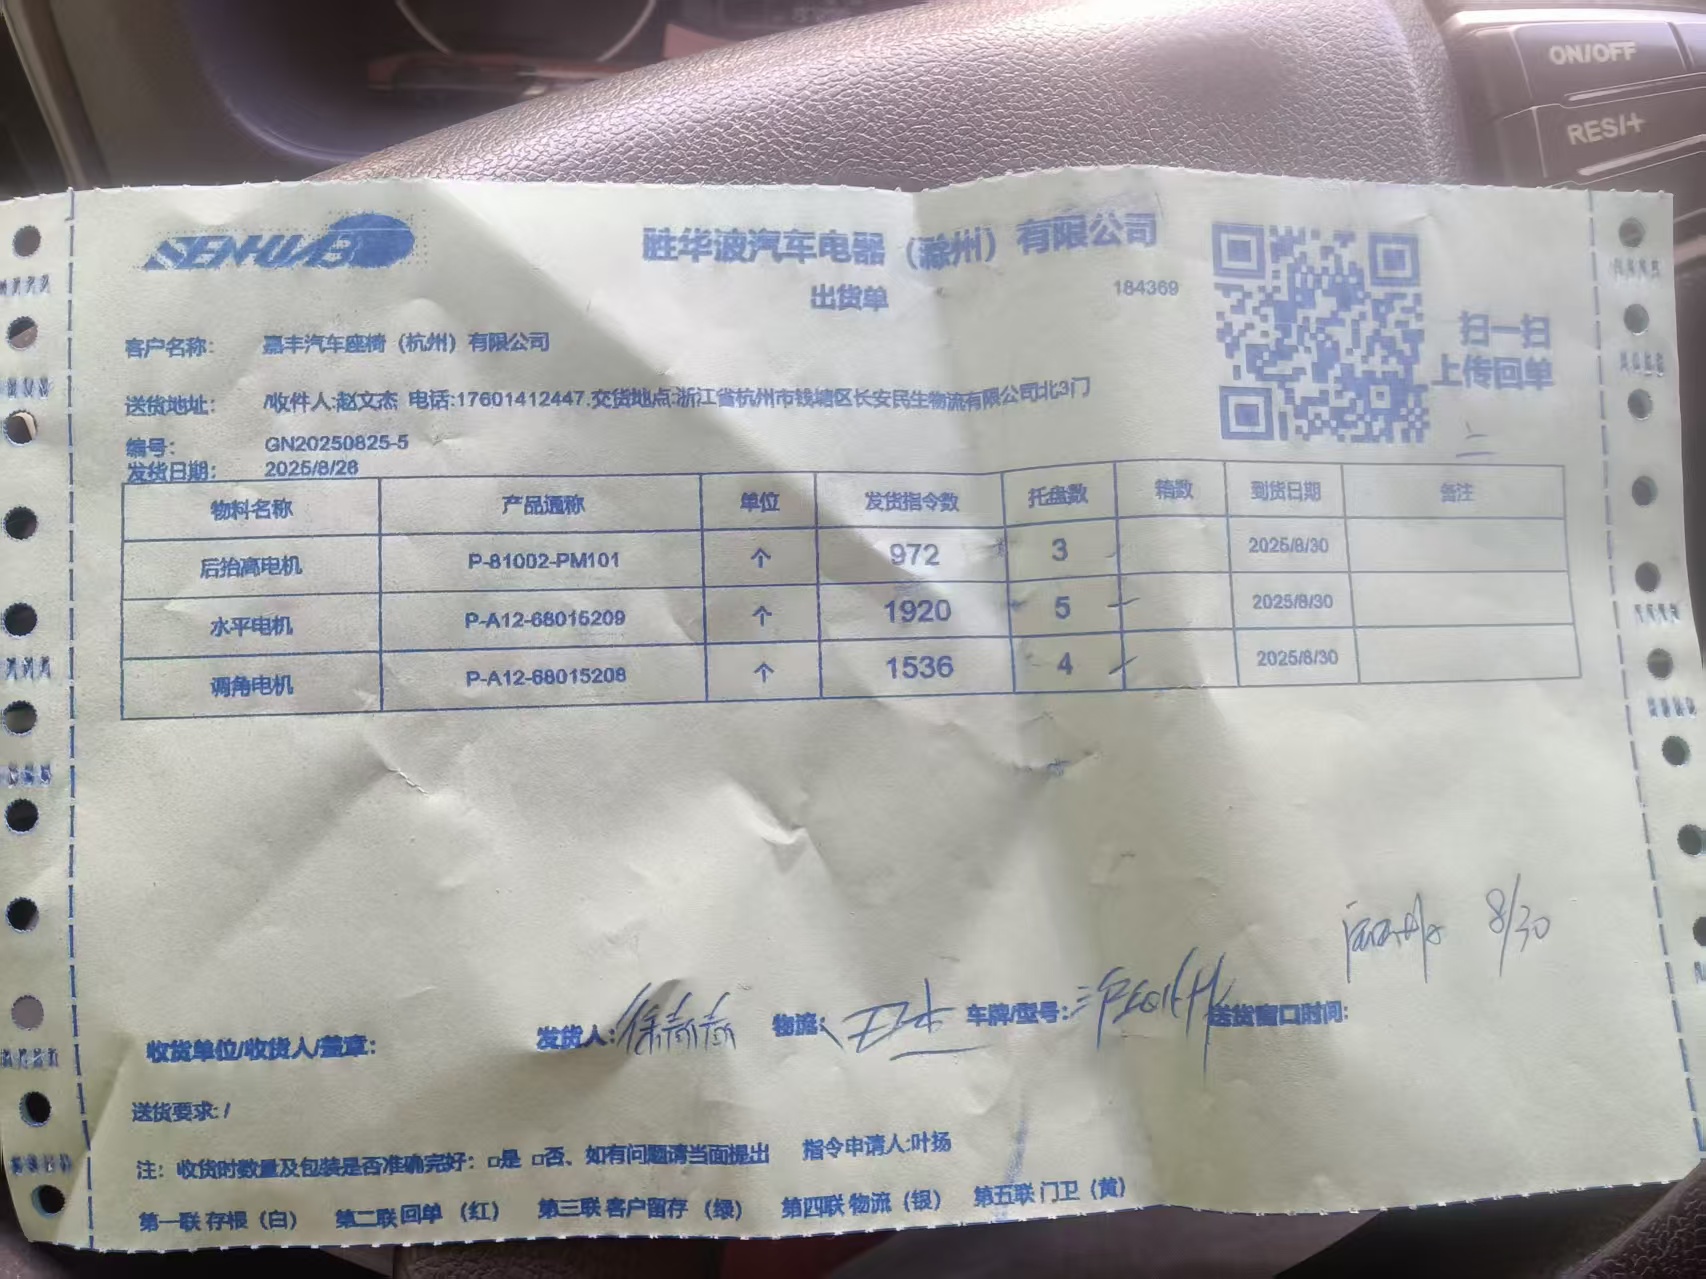 ON/OFF
RES/+
SENHUAB
胜华波汽车电器（滁州）有限公司
出货单
184369
扫一扫
上传回单
客户名称： 嘉丰汽车座椅（杭州）有限公司
送货地址： /收件人:赵文杰 电话:17601412447.交货地点:浙江省杭州市钱塘区长安民生物流有限公司北3门
编号： GN20250825-5
发货日期： 2025/8/28
物料名称 产品通称 单位 发货指令数 托盘数 箱数 到货日期 备注
后抬高电机 P-81002-PM101 个 972 3 2025/8/30
水平电机 P-A12-68015209 个 1920 5 2025/8/30
调角电机 P-A12-68015208 个 1536 4 2025/8/30
8/30
收货单位/收货人/盖章： 发货人： 物流： 车牌/型号： 送货窗口时间：
送货要求: /
注：收货时数量及包装是否准确完好：□是 □否、如有问题请当面提出 指令申请人:叶扬
第一联 存根（白） 第二联 回单（红） 第三联 客户留存（绿） 第四联 物流（银） 第五联 门卫（黄）